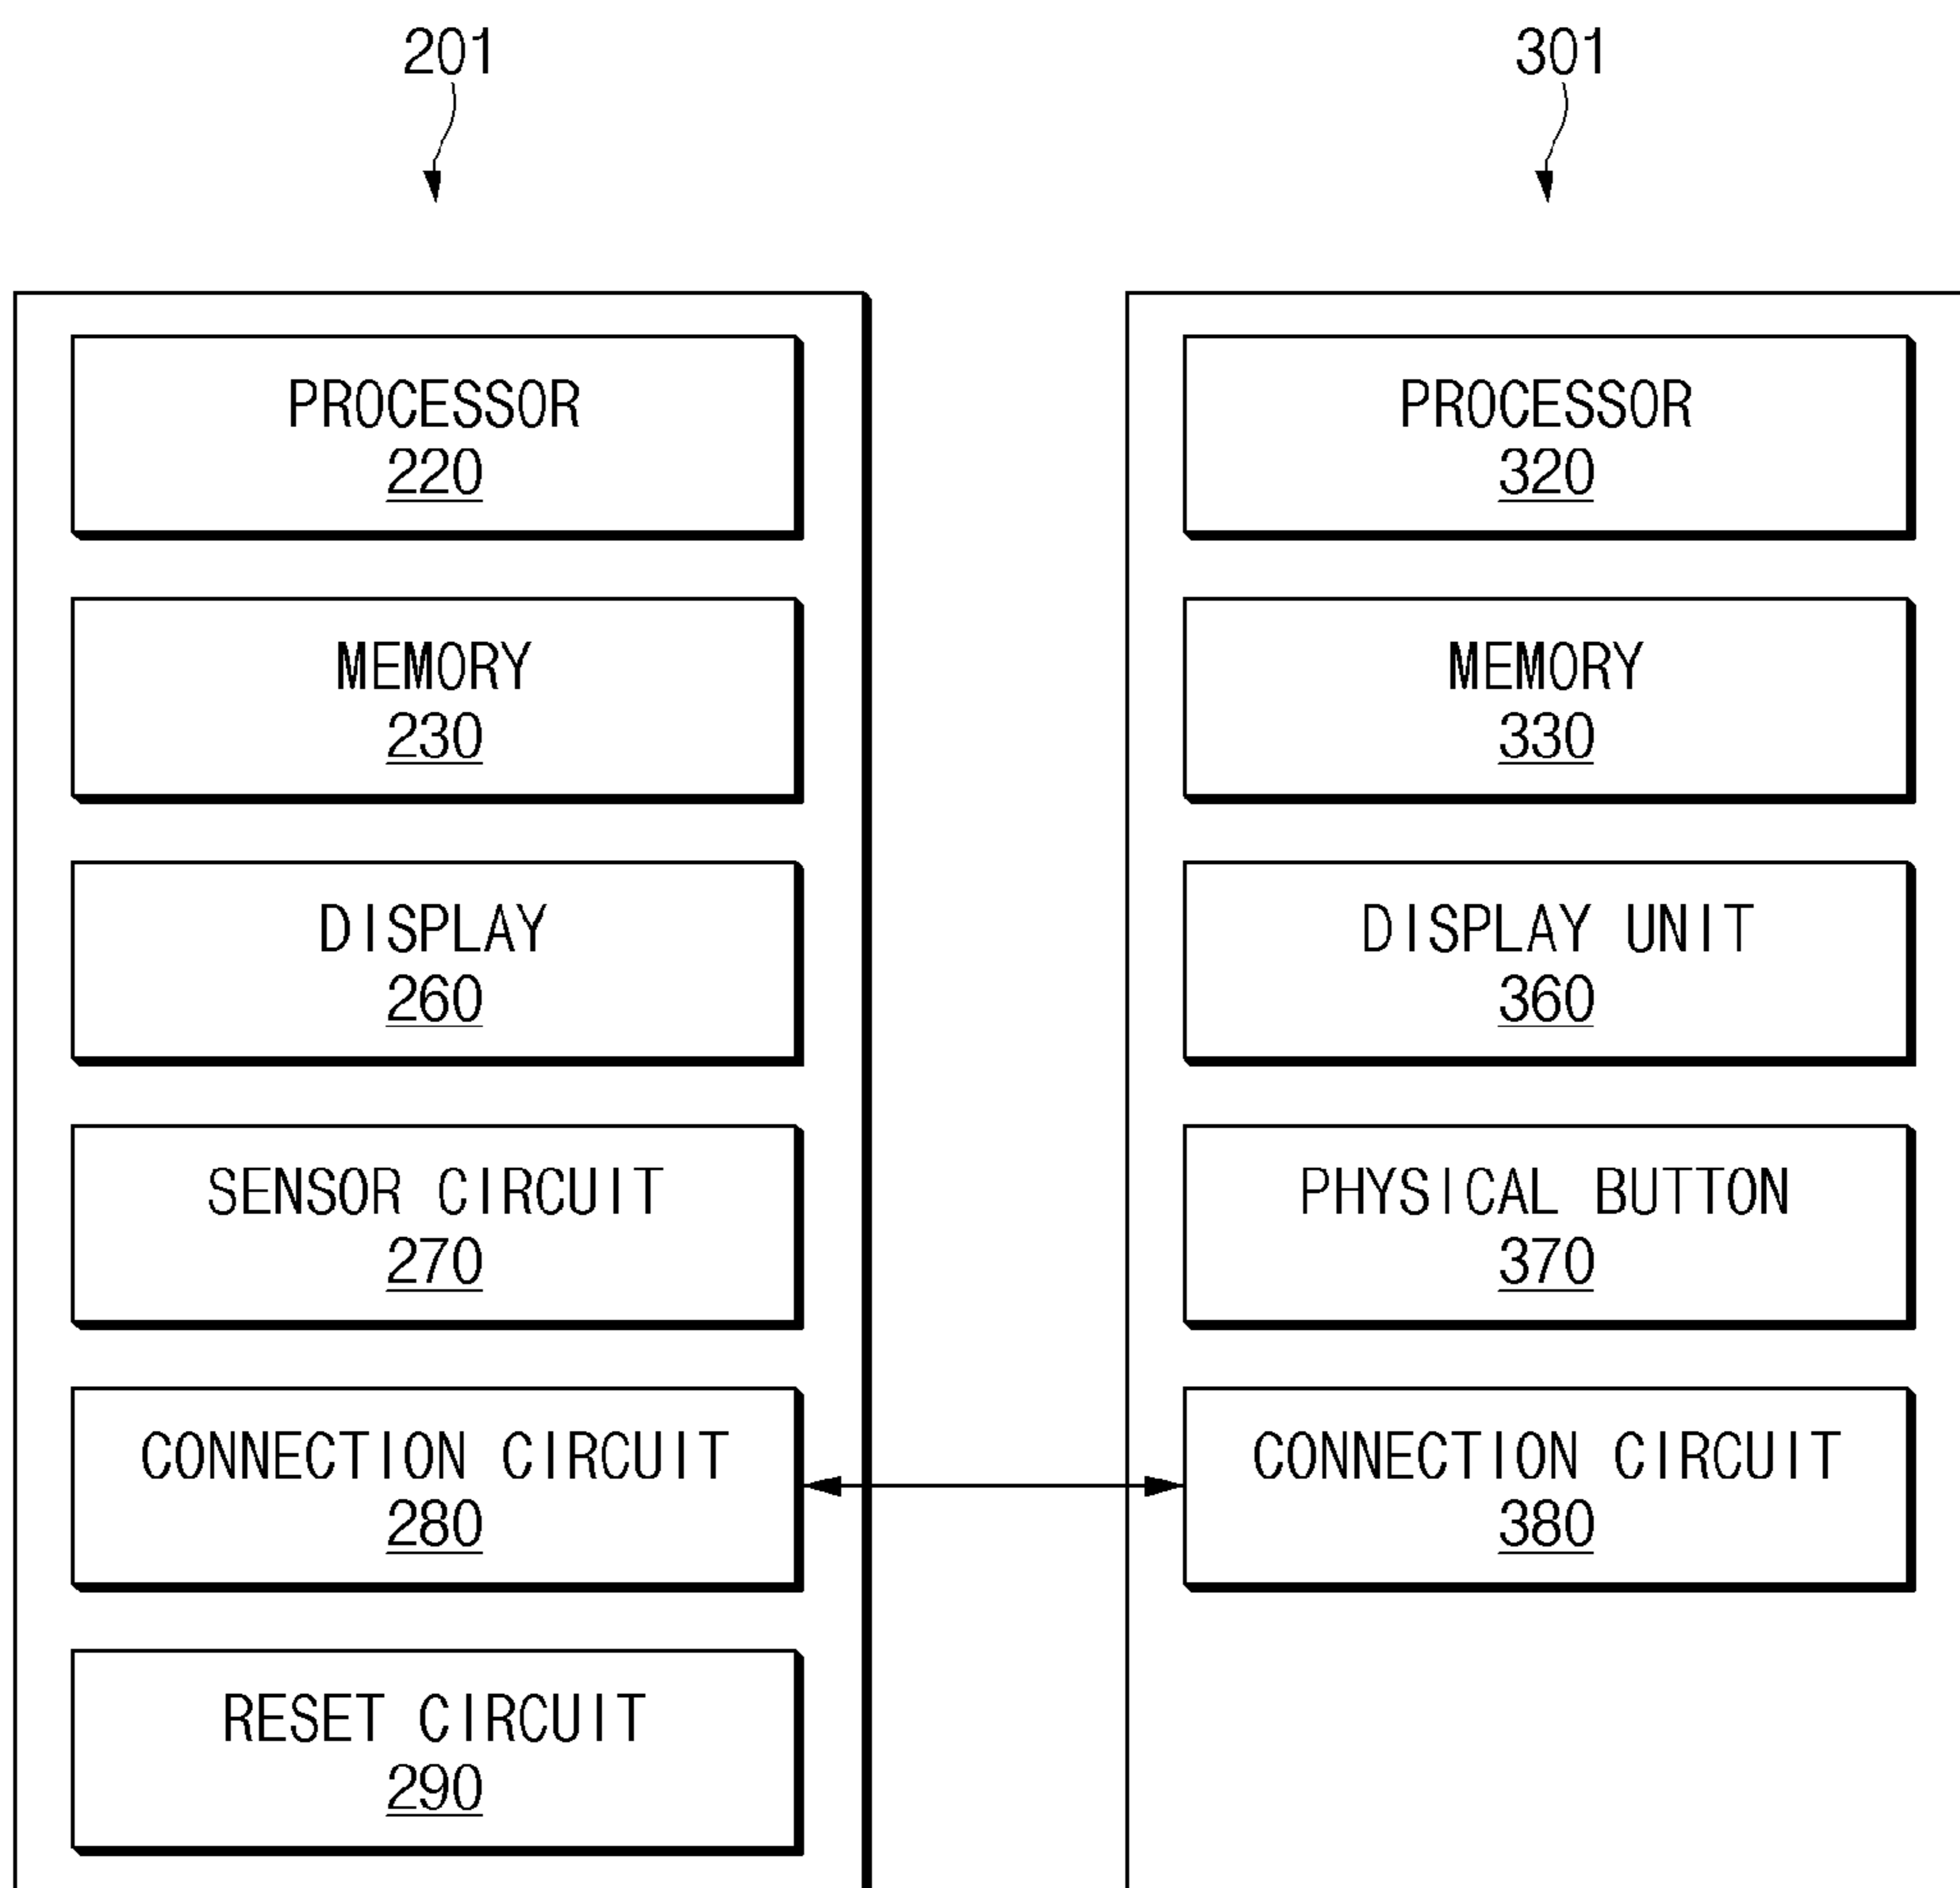 201
PROCESSOR
220
MEMORY
230
DISPLAY
260
SENSOR CIRCUIT
270
CONNECTION CIRCUIT
280
RESET CIRCUIT
290
301
PROCESSOR
320
MEMORY
330
DISPLAY UNIT
360
PHYSICAL BUTTON
370
CONNECTION CIRCUIT
380